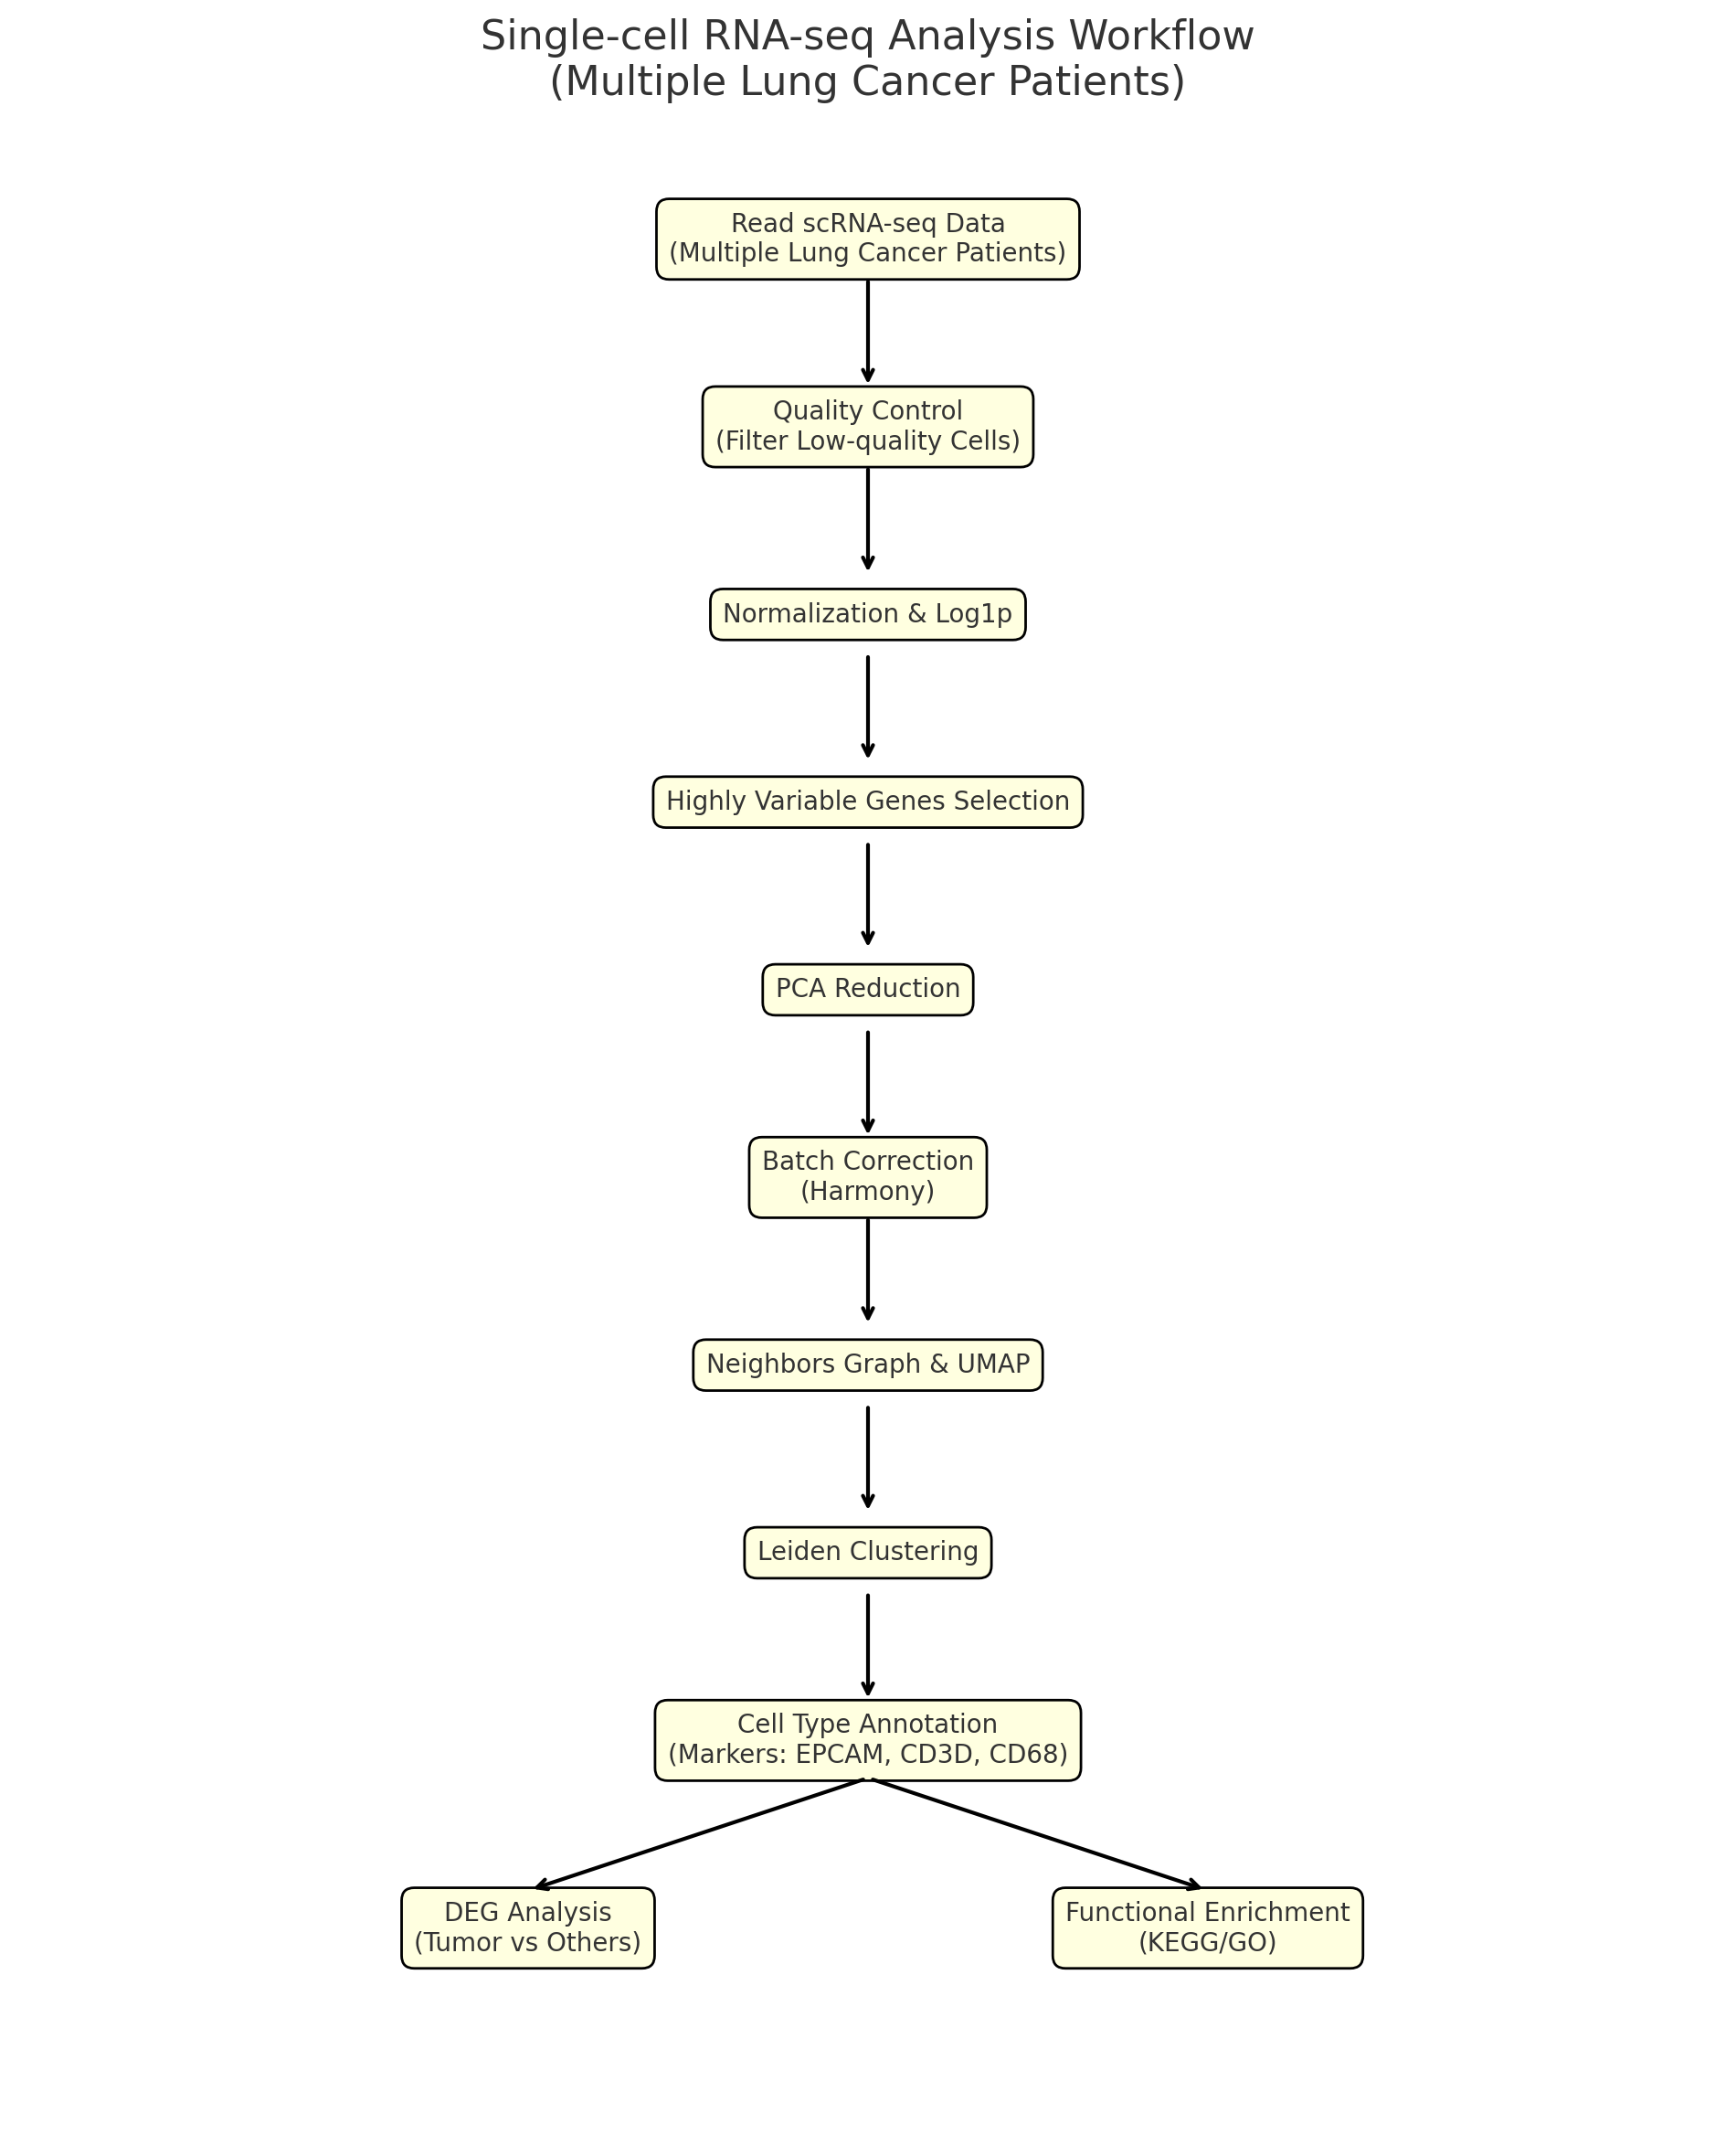 Single-cell RNA-seq Analysis Workflow
(Multiple Lung Cancer Patients)
Read scRNA-seq Data
(Multiple Lung Cancer Patients)
Quality Control
(Filter Low-quality Cells)
Normalization & Log1p
Highly Variable Genes Selection
PCA Reduction
Batch Correction
(Harmony)
Neighbors Graph & UMAP
Leiden Clustering
Cell Type Annotation
(Markers: EPCAM, CD3D, CD68)
DEG Analysis
(Tumor vs Others)
Functional Enrichment
(KEGG/GO)